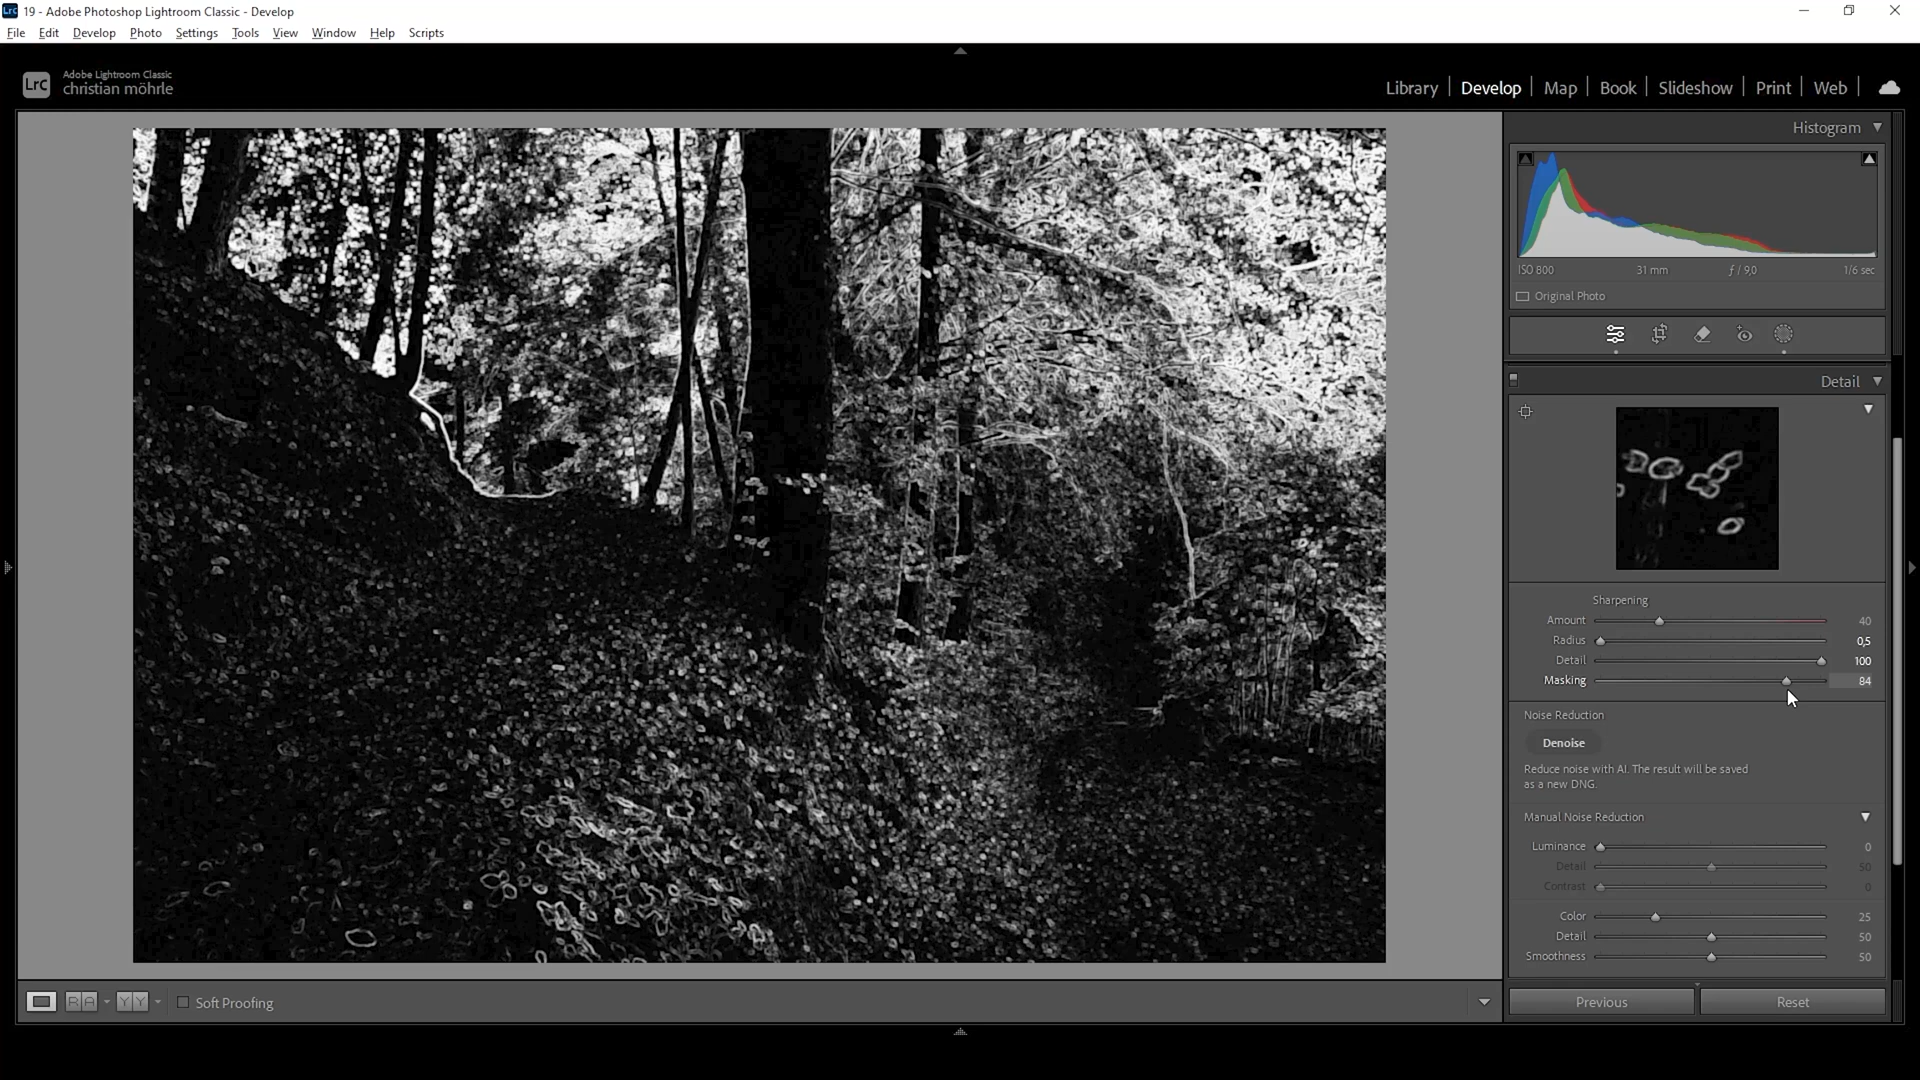 19 - Adobe Photoshop Lightroom Classic - Develop
File Edit Develop Photo Settings Tools View Window Help Scripts
LrC
Adobe Lightroom Classic
christian möhrle
Library Develop Map Book Slideshow Print Web
Histogram
ISO 800 31 mm ƒ / 9,0 1/6 sec
Original Photo
Detail
Sharpening
Amount 40
Radius 0,5
Detail 100
Masking 84
Noise Reduction
Denoise
Reduce noise with AI. The result will be saved
as a new DNG.
Manual Noise Reduction
Luminance 0
Detail 50
Contrast 0
Color 25
Detail 50
Smoothness 50
R A Y Y Soft Proofing
Previous Reset